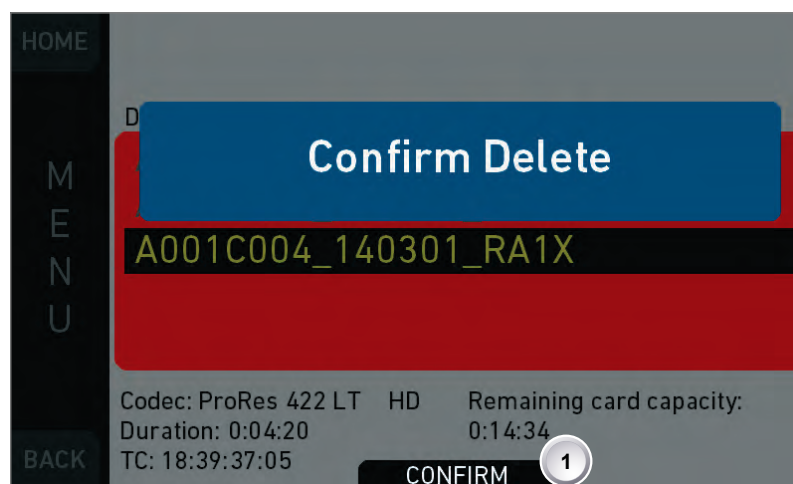 HOME
D
Confirm Delete
MENU
A001C004_140301_RA1X
Codec: ProRes 422 LT HD Remaining card capacity:
Duration: 0:04:20 0:14:34
TC: 18:39:37:05
BACK
CONFIRM 1